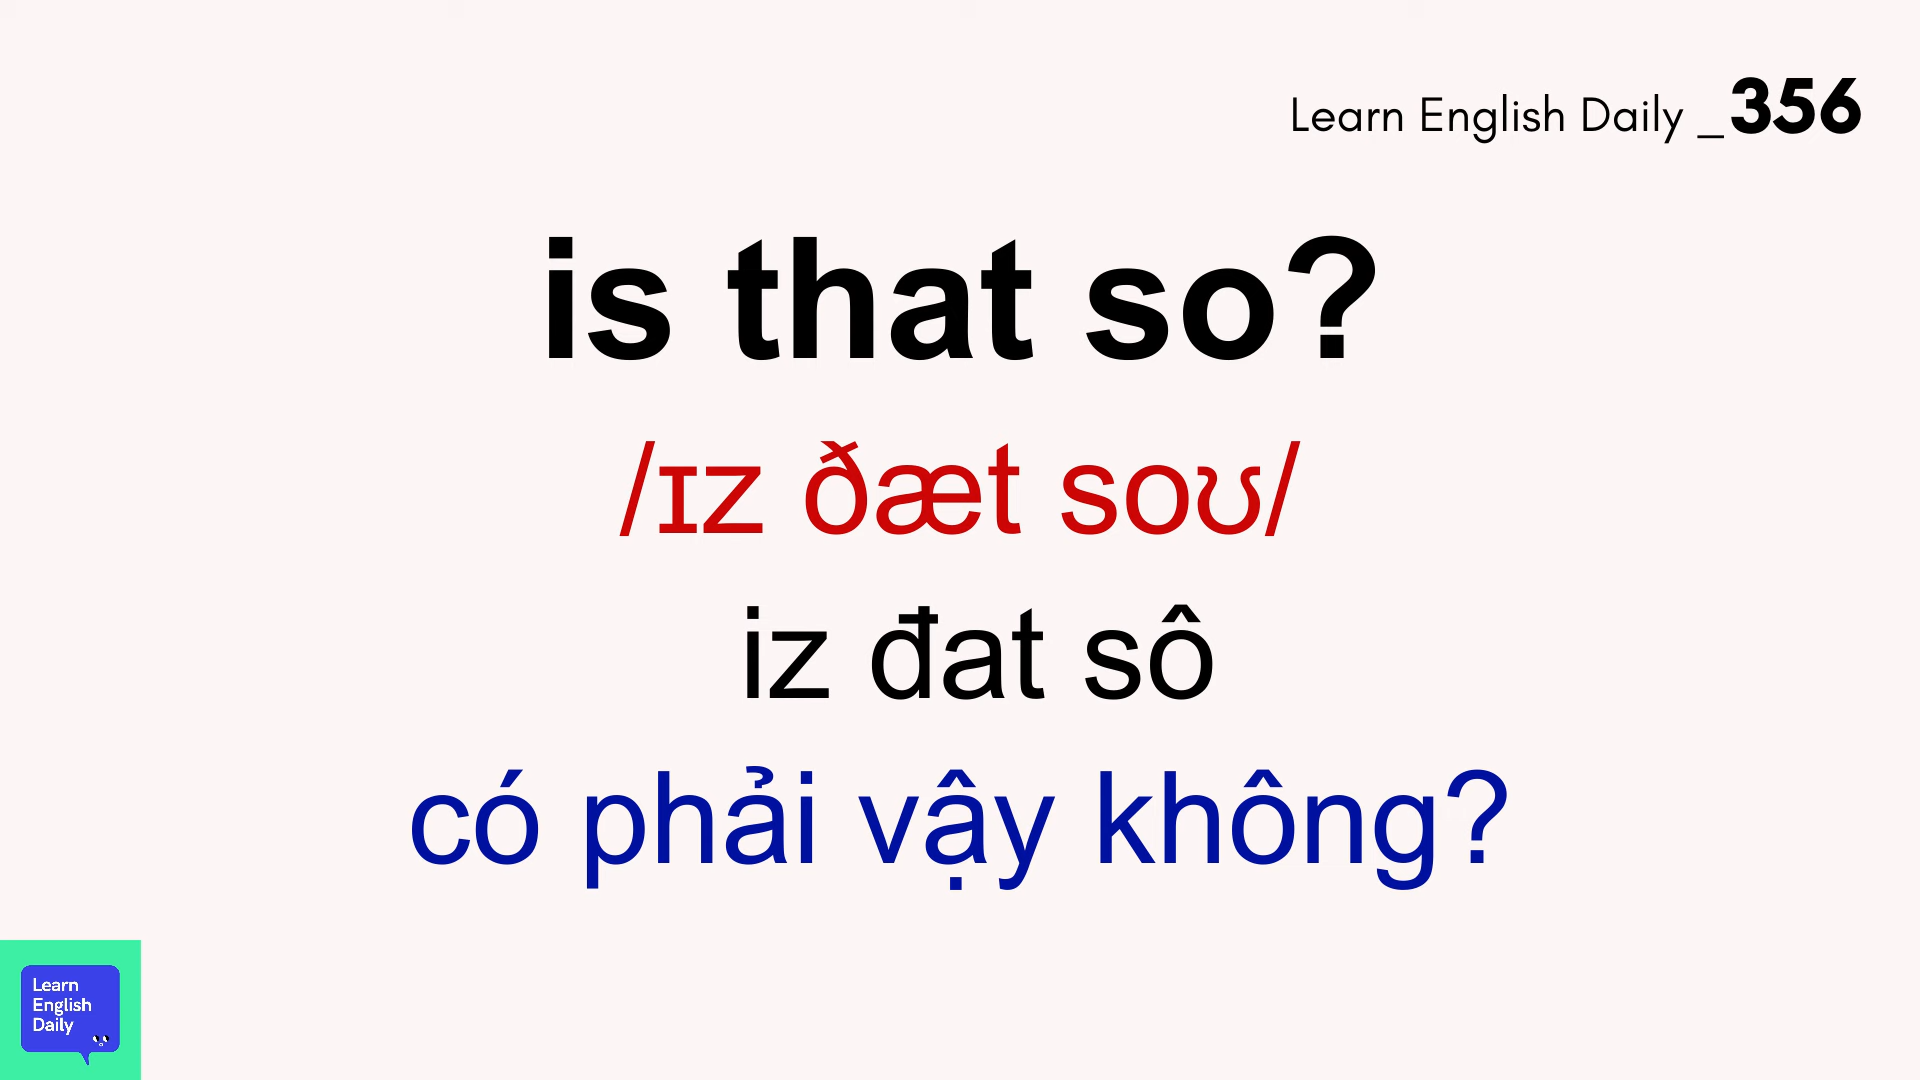 Learn English Daily _356
is that so?
/ɪz ðæt soʊ/
iz đat sô
có phải vậy không?
Learn
English
Daily